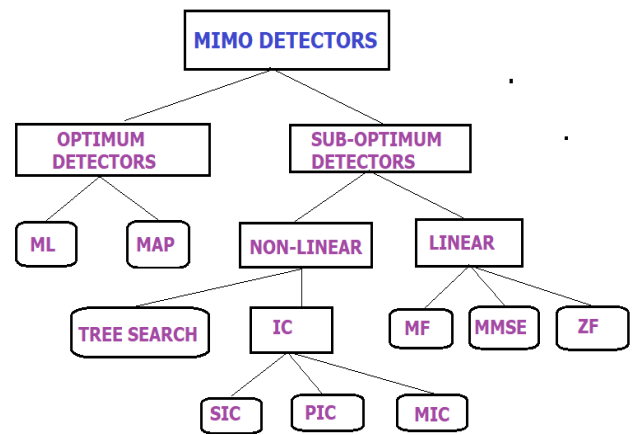 MIMO DETECTORS
OPTIMUM
DETECTORS
SUB-OPTIMUM
DETECTORS
ML
MAP
NON-LINEAR
LINEAR
TREE SEARCH
IC
MF
MMSE
ZF
SIC
PIC
MIC